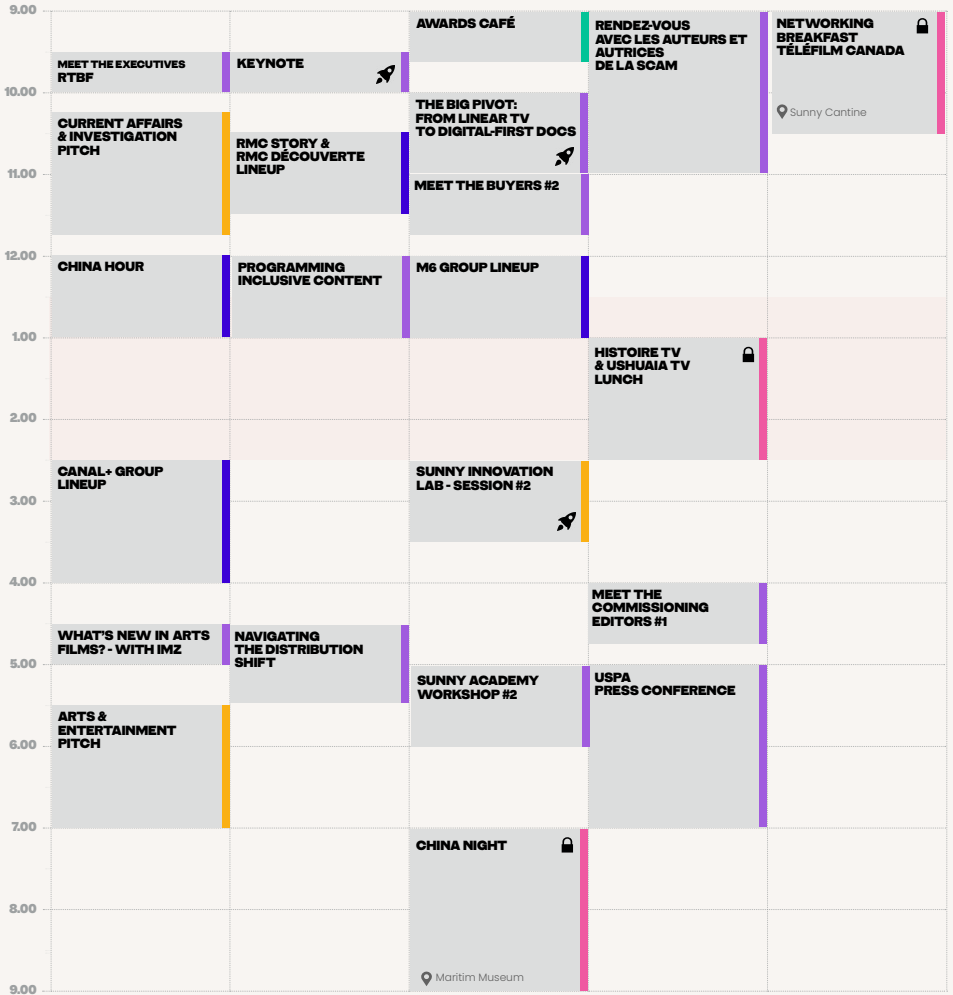 9.00
AWARDS CAFÉ
RENDEZ-VOUS
AVEC LES AUTEURS ET
AUTRICES
DE LA SCAM
NETWORKING
BREAKFAST
TÉLÉFILM CANADA
Sunny Cantine
MEET THE EXECUTIVES
RTBF
KEYNOTE
10.00
THE BIG PIVOT:
FROM LINEAR TV
TO DIGITAL-FIRST DOCS
CURRENT AFFAIRS
& INVESTIGATION
PITCH
RMC STORY &
RMC DÉCOUVERTE
LINEUP
11.00
MEET THE BUYERS #2
12.00
CHINA HOUR
PROGRAMMING
INCLUSIVE CONTENT
M6 GROUP LINEUP
1.00
HISTOIRE TV
& USHUAIA TV
LUNCH
2.00
CANAL+ GROUP
LINEUP
SUNNY INNOVATION
LAB - SESSION #2
3.00
4.00
MEET THE
COMMISSIONING
EDITORS #1
WHAT'S NEW IN ARTS
FILMS? - WITH IMZ
NAVIGATING
THE DISTRIBUTION
SHIFT
5.00
SUNNY ACADEMY
WORKSHOP #2
USPA
PRESS CONFERENCE
ARTS &
ENTERTAINMENT
PITCH
6.00
7.00
CHINA NIGHT
8.00
Maritim Museum
9.00